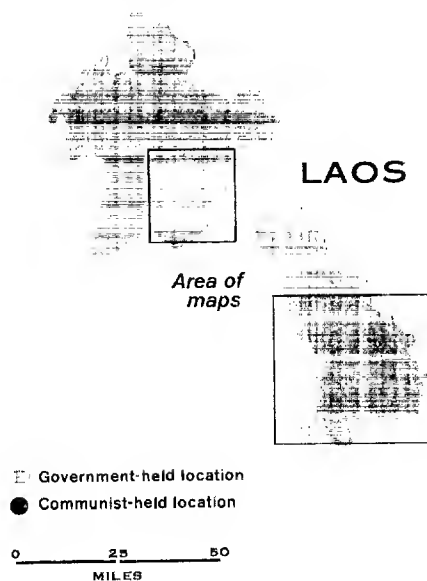 LAOS
Area of
maps
Government-held location
Communist-held location
0 25 50
MILES